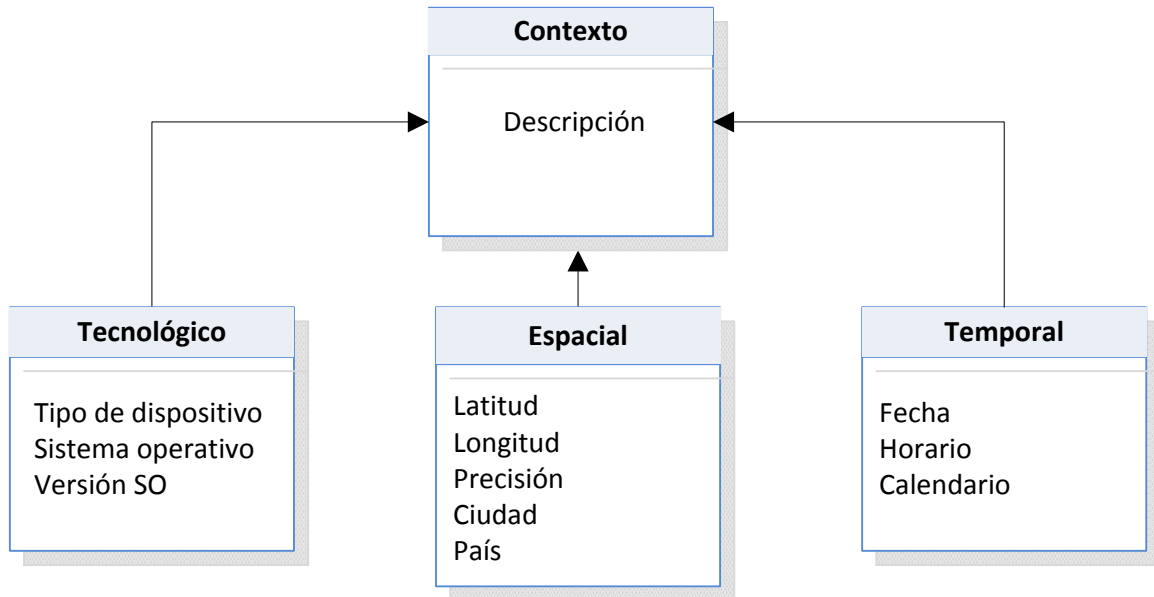 Contexto
Descripción
Tecnológico
Tipo de dispositivo
Sistema operativo
Versión SO
Espacial
Latitud
Longitud
Precisión
Ciudad
País
Temporal
Fecha
Horario
Calendario